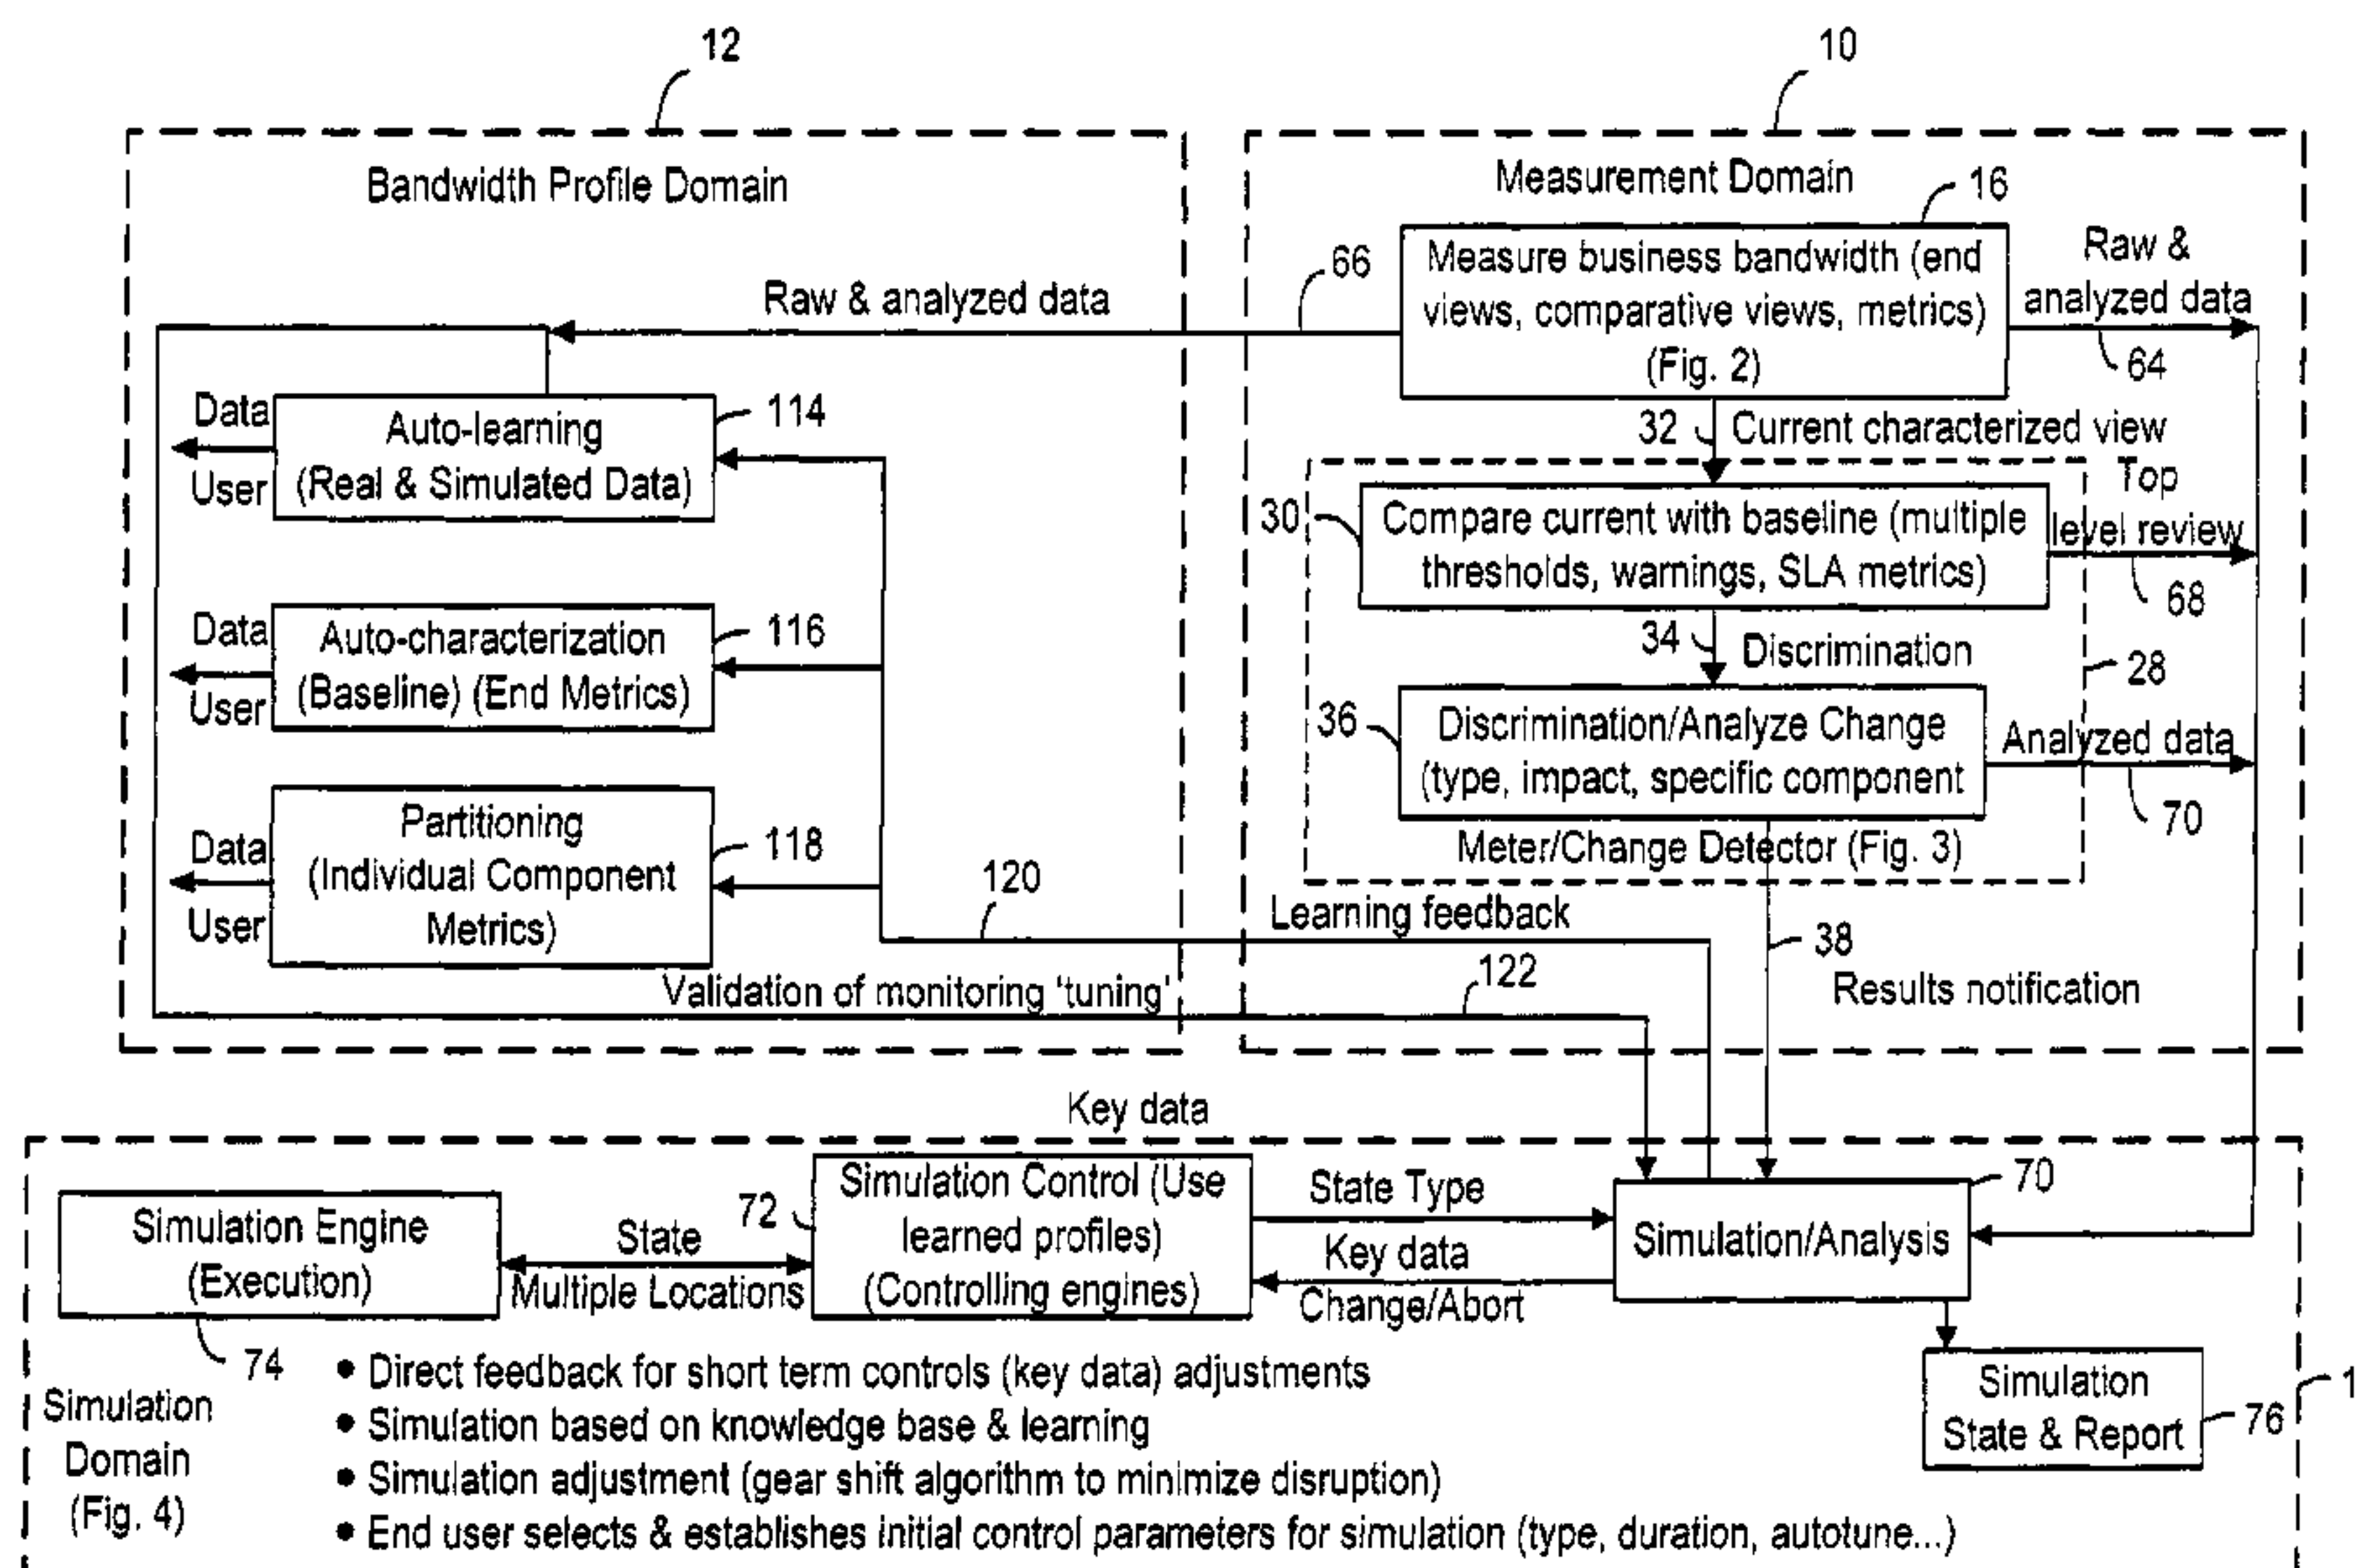 12
10
Bandwidth Profile Domain
Measurement Domain
16
Measure business bandwidth (end
views, comparative views, metrics)
(Fig. 2)
Raw &
analyzed data
64
66
Raw & analyzed data
32
Current characterized view
Data
User
Auto-learning
(Real & Simulated Data)
114
30
Compare current with baseline (multiple
thresholds, warnings, SLA metrics)
Top
level review
68
34
Discrimination
28
Data
User
Auto-characterization
(Baseline) (End Metrics)
116
36
Discrimination/Analyze Change
(type, impact, specific component
Analyzed data
70
Meter/Change Detector (Fig. 3)
Data
User
Partitioning
(Individual Component
Metrics)
118
120
Learning feedback
38
Results notification
Validation of monitoring 'tuning'
122
Key data
Simulation Engine
(Execution)
74
State
Multiple Locations
72
Simulation Control (Use
learned profiles)
(Controlling engines)
State Type
Key data
Change/Abort
Simulation/Analysis
70
Simulation
State & Report
76
1
Simulation
Domain
(Fig. 4)
• Direct feedback for short term controls (key data) adjustments
• Simulation based on knowledge base & learning
• Simulation adjustment (gear shift algorithm to minimize disruption)
• End user selects & establishes initial control parameters for simulation (type, duration, autotune...)